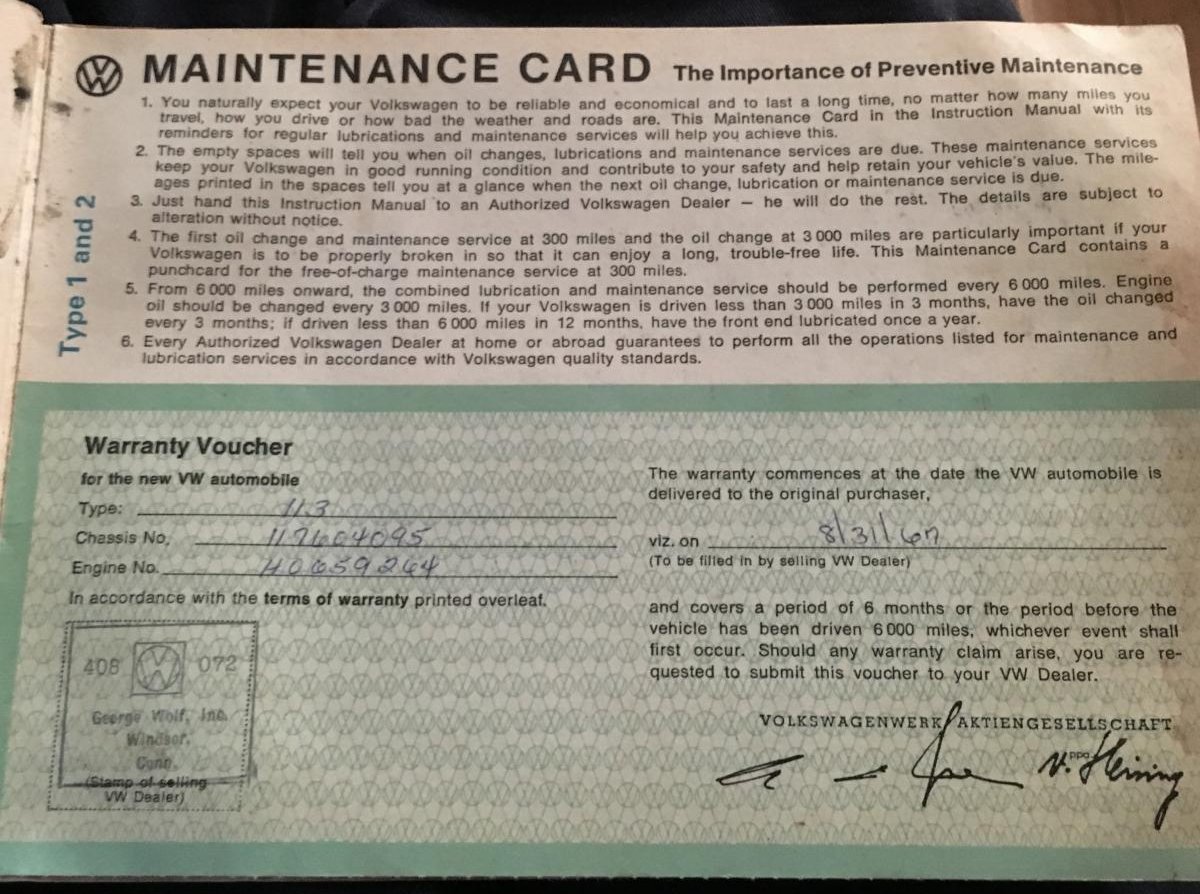 MAINTENANCE CARD The Importance of Preventive Maintenance
1. You naturally expect your Volkswagen to be reliable and economical and to last a long time, no matter how many miles you
travel, how you drive or how bad the weather and roads are. This Maintenance Card in the Instruction Manual with its
reminders for regular lubrications and maintenance services will help you achieve this.
2. The empty spaces will tell you when oil changes, lubrications and maintenance services are due. These maintenance services
keep your Volkswagen in good running condition and contribute to your safety and help retain your vehicle's value. The mile-
ages printed in the spaces tell you at a glance when the next oil change, lubrication or maintenance service is due.
3. Just hand this Instruction Manual to an Authorized Volkswagen Dealer — he will do the rest. The details are subject to
alteration without notice.
4. The first oil change and maintenance service at 300 miles and the oil change at 3 000 miles are particularly important if your
Volkswagen is to be properly broken in so that it can enjoy a long, trouble-free life. This Maintenance Card contains a
punchcard for the free-of-charge maintenance service at 300 miles.
5. From 6 000 miles onward, the combined lubrication and maintenance service should be performed every 6 000 miles. Engine
oil should be changed every 3 000 miles. If your Volkswagen is driven less than 3 000 miles in 3 months, have the oil changed
every 3 months; if driven less than 6 000 miles in 12 months, have the front end lubricated once a year.
6. Every Authorized Volkswagen Dealer at home or abroad guarantees to perform all the operations listed for maintenance and
lubrication services in accordance with Volkswagen quality standards.
Type 1 and 2
Warranty Voucher
for the new VW automobile
Type: 113
Chassis No. 117604095
Engine No. H0659264
In accordance with the terms of warranty printed overleaf.
408 072
George Wolf, Inc.
Windsor,
Conn.
(Stamp of selling
VW Dealer)
The warranty commences at the date the VW automobile is
delivered to the original purchaser,
viz. on 8/31/67
(To be filled in by selling VW Dealer)
and covers a period of 6 months or the period before the
vehicle has been driven 6 000 miles, whichever event shall
first occur. Should any warranty claim arise, you are re-
quested to submit this voucher to your VW Dealer.
VOLKSWAGENWERK AKTIENGESELLSCHAFT
ppa